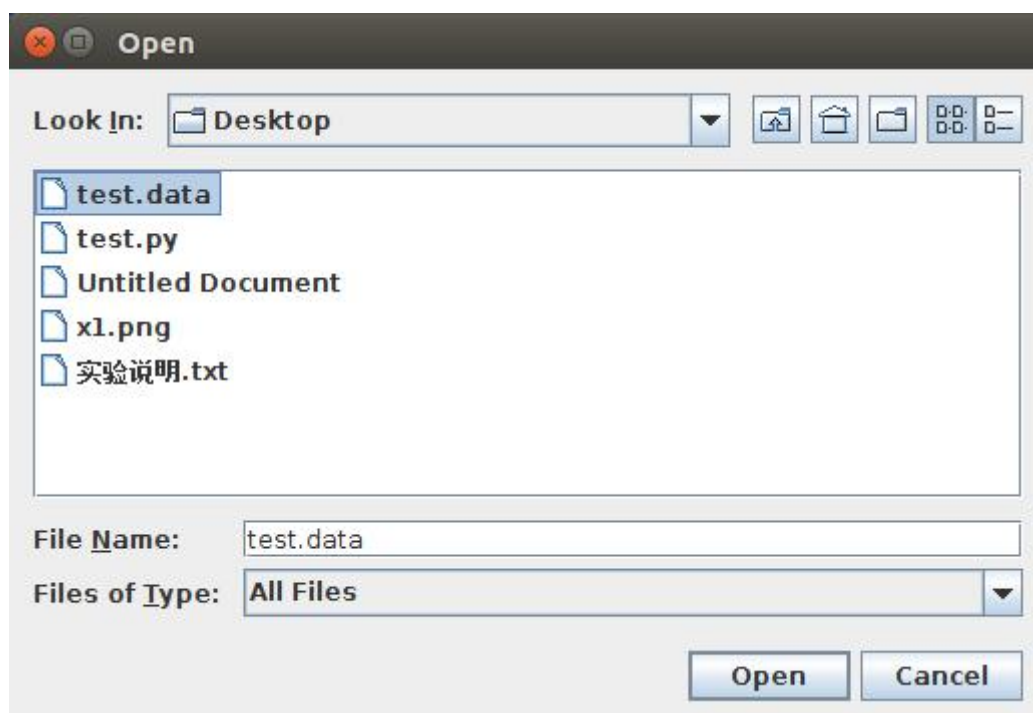 Open
Look In: Desktop
test.data
test.py
Untitled Document
x1.png
实验说明.txt
File Name: test.data
Files of Type: All Files
Open Cancel